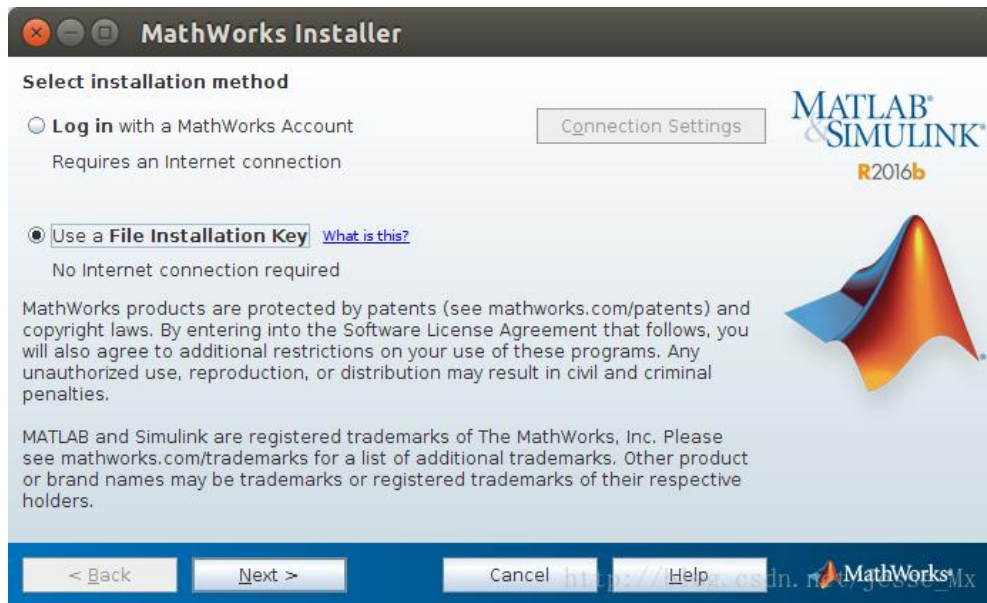 MathWorks Installer
Select installation method
Log in with a MathWorks Account
Connection Settings
Requires an Internet connection
Use a File Installation Key What is this?
No Internet connection required
MathWorks products are protected by patents (see mathworks.com/patents) and
copyright laws. By entering into the Software License Agreement that follows, you
will also agree to additional restrictions on your use of these programs. Any
unauthorized use, reproduction, or distribution may result in civil and criminal
penalties.
MATLAB and Simulink are registered trademarks of The MathWorks, Inc. Please
see mathworks.com/trademarks for a list of additional trademarks. Other product
or brand names may be trademarks or registered trademarks of their respective
holders.
MATLAB®
&SIMULINK®
R2016b
< Back
Next >
Cancel
Help
MathWorks®